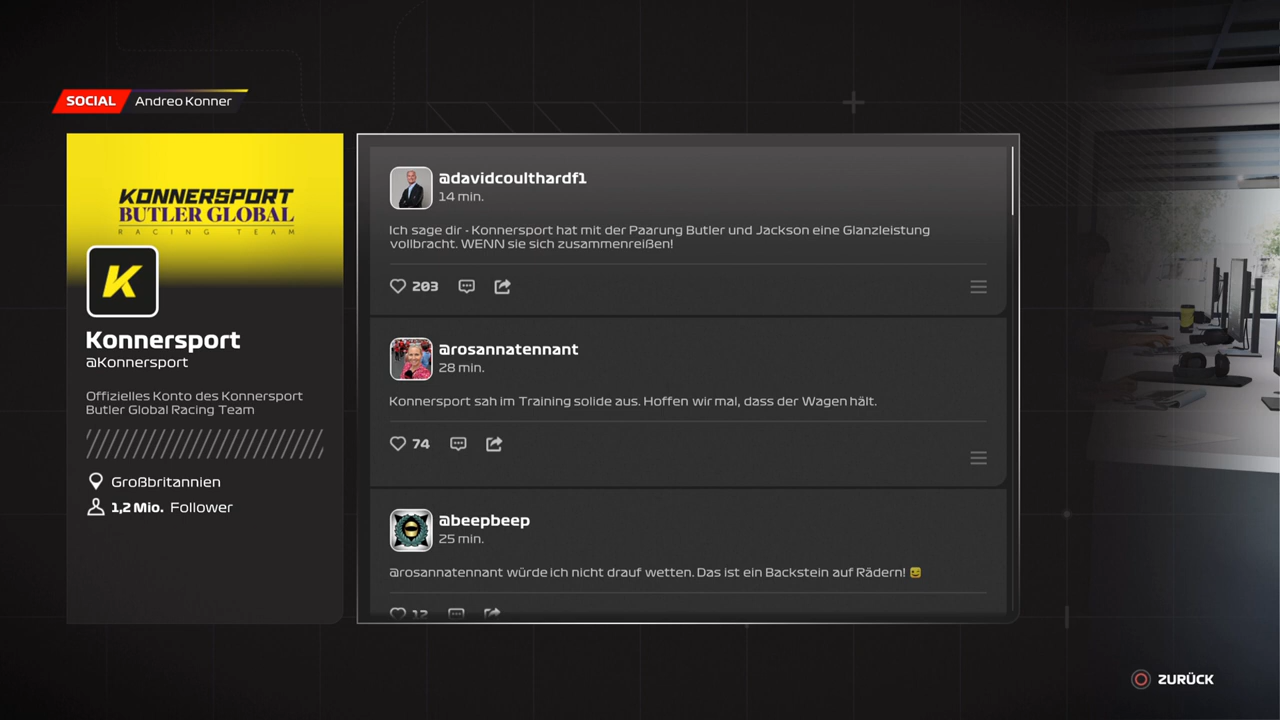 SOCIAL Andreo Konner
KONNERSPORT
BUTLER GLOBAL
RACING TEAM
K
Konnersport
@Konnersport
Offizielles Konto des Konnersport
Butler Global Racing Team
Großbritannien
1,2 Mio. Follower
@davidcoulthardf1
14 min.
Ich sage dir - Konnersport hat mit der Paarung Butler und Jackson eine Glanzleistung
vollbracht. WENN sie sich zusammenreißen!
203
@rosannatennant
28 min.
Konnersport sah im Training solide aus. Hoffen wir mal, dass der Wagen hält.
74
@beepbeep
25 min.
@rosannatennant würde ich nicht drauf wetten. Das ist ein Backstein auf Rädern! 😆
12
ZURÜCK